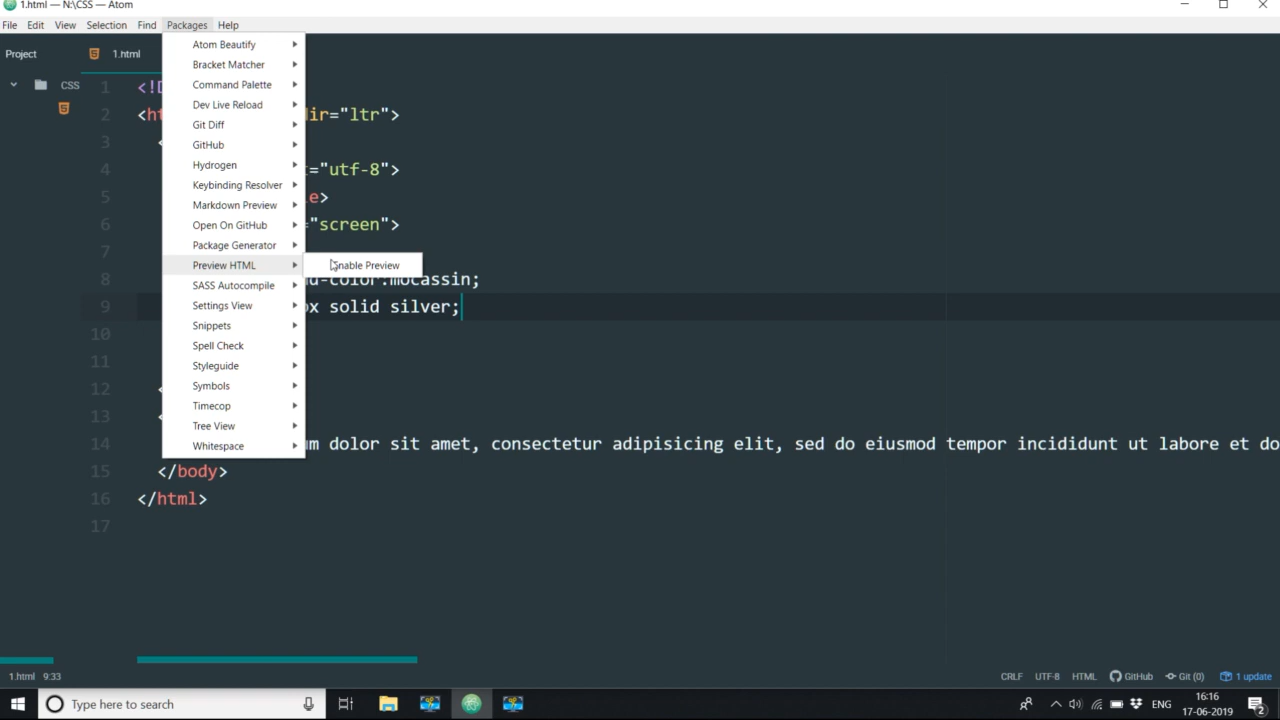 1.html — N:\CSS — Atom
File Edit View Selection Find Packages Help
Project 1.html
CSS
Atom Beautify
Bracket Matcher
Command Palette
Dev Live Reload
Git Diff
GitHub
Hydrogen
Keybinding Resolver
Markdown Preview
Open On GitHub
Package Generator
Preview HTML
Enable Preview
SASS Autocompile
Settings View
Snippets
Spell Check
Styleguide
Symbols
Timecop
Tree View
Whitespace
1 <!
2 <ht "ltr">
3 <
4 ="utf-8">
5 >
6 "screen">
7
8 -color:mocassin;
9 solid silver;
10
11
12 <
13 <
14 dolor sit amet, consectetur adipisicing elit, sed do eiusmod tempor incididunt ut labore et do
15 </body>
16 </html>
17
1.html 9:33 CRLF UTF-8 HTML GitHub Git (0) 1 update
Type here to search
ENG
16:16
17-06-2019
2